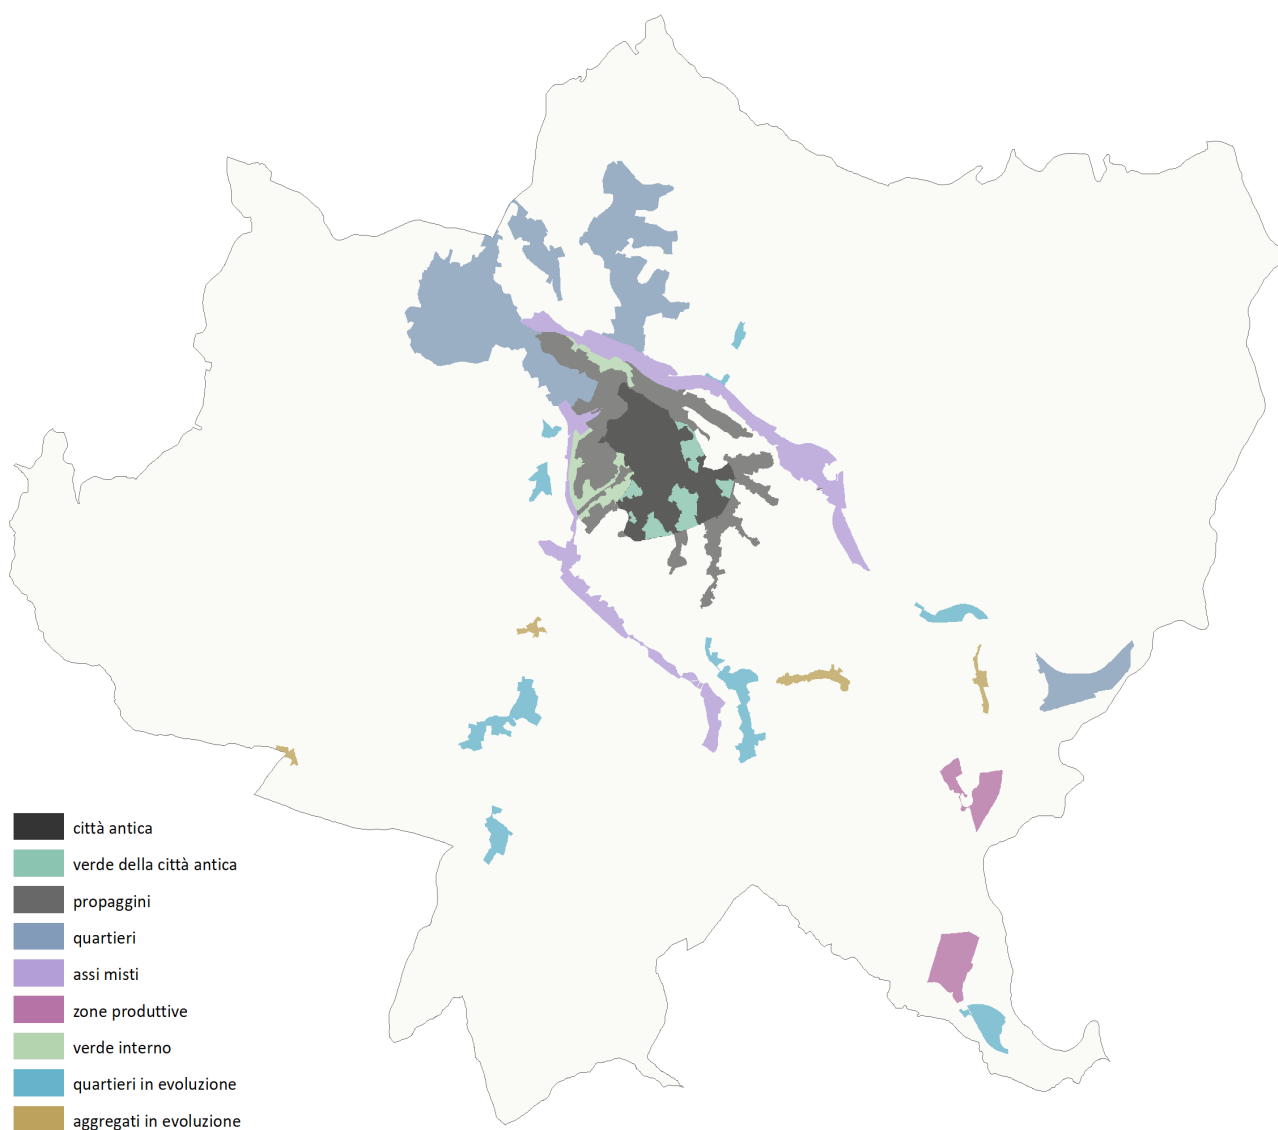 città antica
verde della città antica
propaggini
quartieri
assi misti
zone produttive
verde interno
quartieri in evoluzione
aggregati in evoluzione